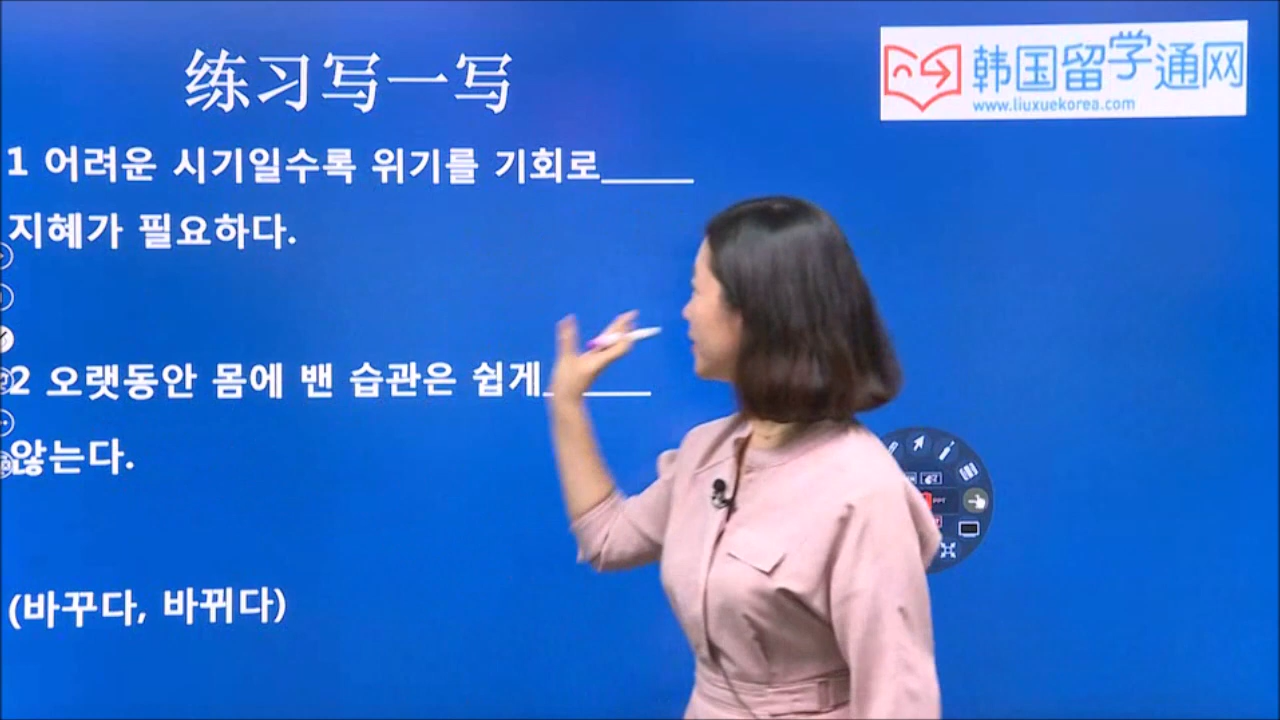 练习写一写
韩国留学通网
www.liuxuekorea.com
1 어려운 시기일수록 위기를 기회로_____
지혜가 필요하다.
2 오랫동안 몸에 밴 습관은 쉽게______
않는다.
(바꾸다, 바뀌다)